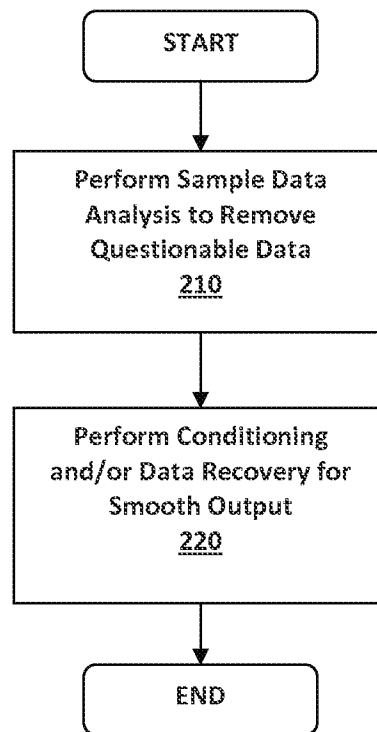 START
Perform Sample Data
Analysis to Remove
Questionable Data
210
Perform Conditioning
and/or Data Recovery for
Smooth Output
220
END